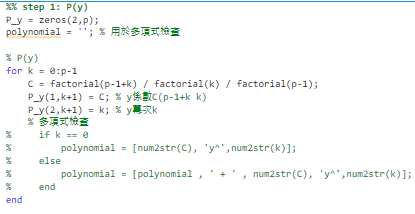 %% step 1: P(y)
P_y = zeros(2,p);
polynomial = ''; % 用於多項式檢查
% P(y)
for k = 0:p-1
C = factorial(p-1+k) / factorial(k) / factorial(p-1);
P_y(1,k+1) = C; % y係數C(p-1+k k)
P_y(2,k+1) = k; % y冪次k
% 多項式檢查
% if k == 0
% polynomial = [num2str(C), 'y^',num2str(k)];
% else
% polynomial = [polynomial , ' + ' , num2str(C), 'y^',num2str(k)];
% end
end